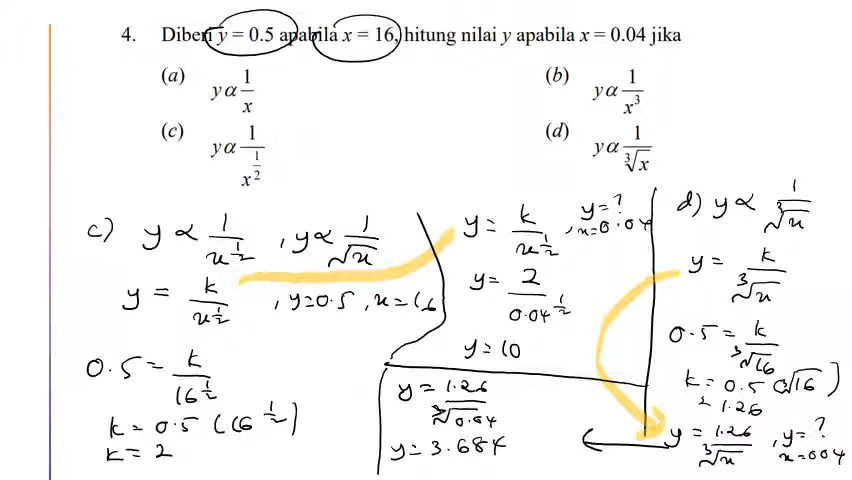 4. Diberi y = 0.5 apabila x = 16, hitung nilai y apabila x = 0.04 jika
(a) y α 1/x
(b) y α 1/x³
(c) y α 1/x^(1/2)
(d) y α 1/∛x
c) y ∝ 1/x^(1/2) , y ∝ 1/√x
y = k/x^(1/2) , y=0.5 , x=16
0.5 = k/16^(1/2)
k = 0.5 (16^(1/2))
k = 2
y = k/x^(1/2) , y=? x=0.04
y = 2/0.04^(1/2)
y = 10
d) y ∝ 1/∛x
y = k/∛x
0.5 = k/∛16
k = 0.5 (∛16)
= 1.26
y = 1.26/∛x , y=? x=0.04
y = 1.26/∛0.04
y = 3.684